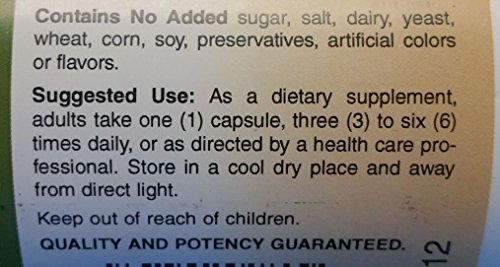 Contains No Added sugar, salt, dairy, yeast,
wheat, corn, soy, preservatives, artificial colors
or flavors.
Suggested Use: As a dietary supplement,
adults take one (1) capsule, three (3) to six (6)
times daily, or as directed by a health care pro-
fessional. Store in a cool dry place and away
from direct light.
Keep out of reach of children.
QUALITY AND POTENCY GUARANTEED.
12